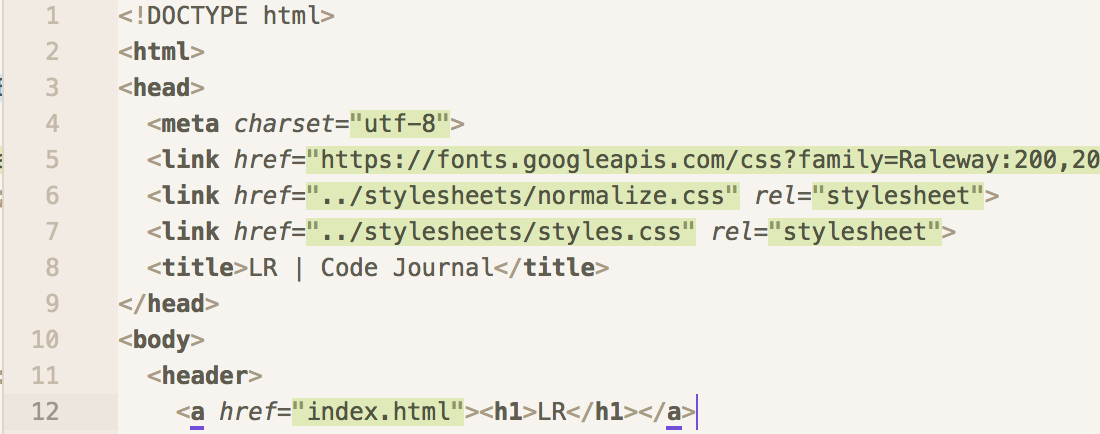 1 <!DOCTYPE html>
2 <html>
3 <head>
4 <meta charset="utf-8">
5 <link href="https://fonts.googleapis.com/css?family=Raleway:200,20
6 <link href="../stylesheets/normalize.css" rel="stylesheet">
7 <link href="../stylesheets/styles.css" rel="stylesheet">
8 <title>LR | Code Journal</title>
9 </head>
10 <body>
11 <header>
12 <a href="index.html"><h1>LR</h1></a>